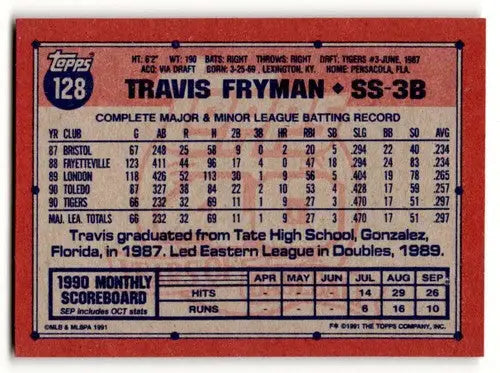 Topps
128
HT: 6'2" WT: 190 BATS: RIGHT THROWS: RIGHT DRFT: TIGERS #3-JUNE, 1987
ACQ: VIA DRAFT BORN: 3-25-69, LEXINGTON, KY. HOME: PENSACOLA, FLA.
TRAVIS FRYMAN ♦ SS-3B
COMPLETE MAJOR & MINOR LEAGUE BATTING RECORD
YR CLUB G AB R H 2B 3B HR RBI SB SLG BB SO AVG
87 BRISTOL 67 248 25 58 9 0 2 20 5 .294 22 40 .234
88 FAYETTEVILLE 123 411 44 96 17 4 0 47 18 .294 24 83 .234
89 LONDON 118 426 52 113 30 1 9 56 5 .404 19 78 .265
90 TOLEDO 87 327 38 84 22 2 10 53 4 .428 17 59 .257
90 TIGERS 66 232 32 69 11 1 9 27 3 .470 17 51 .297
MAJ. LEA. TOTALS 66 232 32 69 11 1 9 27 3 .470 17 51 .297
Travis graduated from Tate High School, Gonzalez,
Florida, in 1987. Led Eastern League in Doubles, 1989.
1990 MONTHLY
SCOREBOARD
SEP includes OCT stats
APR MAY JUN JUL AUG SEP
HITS - - - 14 29 26
RUNS - - - 6 16 10
©MLB & MLBPA 1991
F* ©1991 THE TOPPS COMPANY, INC.